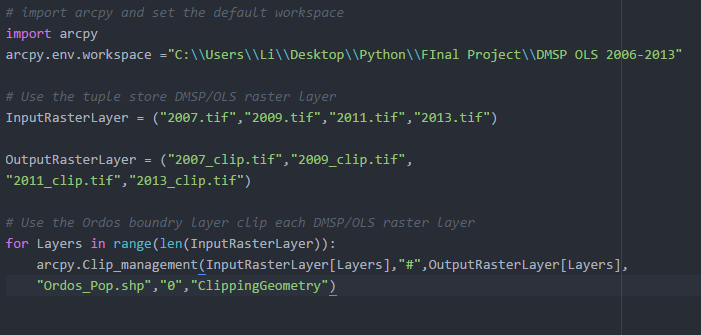 # import arcpy and set the default workspace
import arcpy
arcpy.env.workspace ="C:\\Users\\Li\\Desktop\\Python\\FInal Project\\DMSP OLS 2006-2013"
# Use the tuple store DMSP/OLS raster layer
InputRasterLayer = ("2007.tif","2009.tif","2011.tif","2013.tif")
OutputRasterLayer = ("2007_clip.tif","2009_clip.tif",
"2011_clip.tif","2013_clip.tif")
# Use the Ordos boundry layer clip each DMSP/OLS raster layer
for Layers in range(len(InputRasterLayer)):
    arcpy.Clip_management(InputRasterLayer[Layers],"#",OutputRasterLayer[Layers],
    "Ordos_Pop.shp","0","ClippingGeometry")